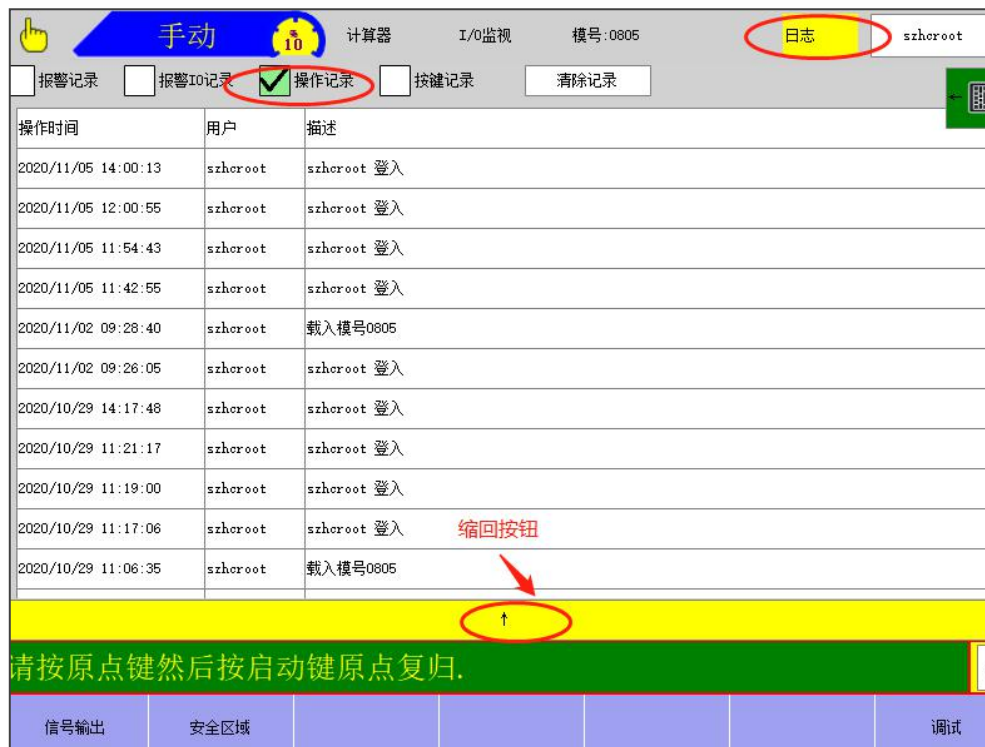 手动 % 10 计算器 I/O监视 模号:0805 日志 szhcroot
报警记录 报警IO记录 操作记录 按键记录 清除记录
操作时间 用户 描述
2020/11/05 14:00:13 szhcroot szhcroot 登入
2020/11/05 12:00:55 szhcroot szhcroot 登入
2020/11/05 11:54:43 szhcroot szhcroot 登入
2020/11/05 11:42:55 szhcroot szhcroot 登入
2020/11/02 09:28:40 szhcroot 载入模号0805
2020/11/02 09:26:05 szhcroot szhcroot 登入
2020/10/29 14:17:48 szhcroot szhcroot 登入
2020/10/29 11:21:17 szhcroot szhcroot 登入
2020/10/29 11:19:00 szhcroot szhcroot 登入
2020/10/29 11:17:06 szhcroot szhcroot 登入
缩回按钮
2020/10/29 11:06:35 szhcroot 载入模号0805
↑
请按原点键然后按启动键原点复归.
信号输出 安全区域 调试